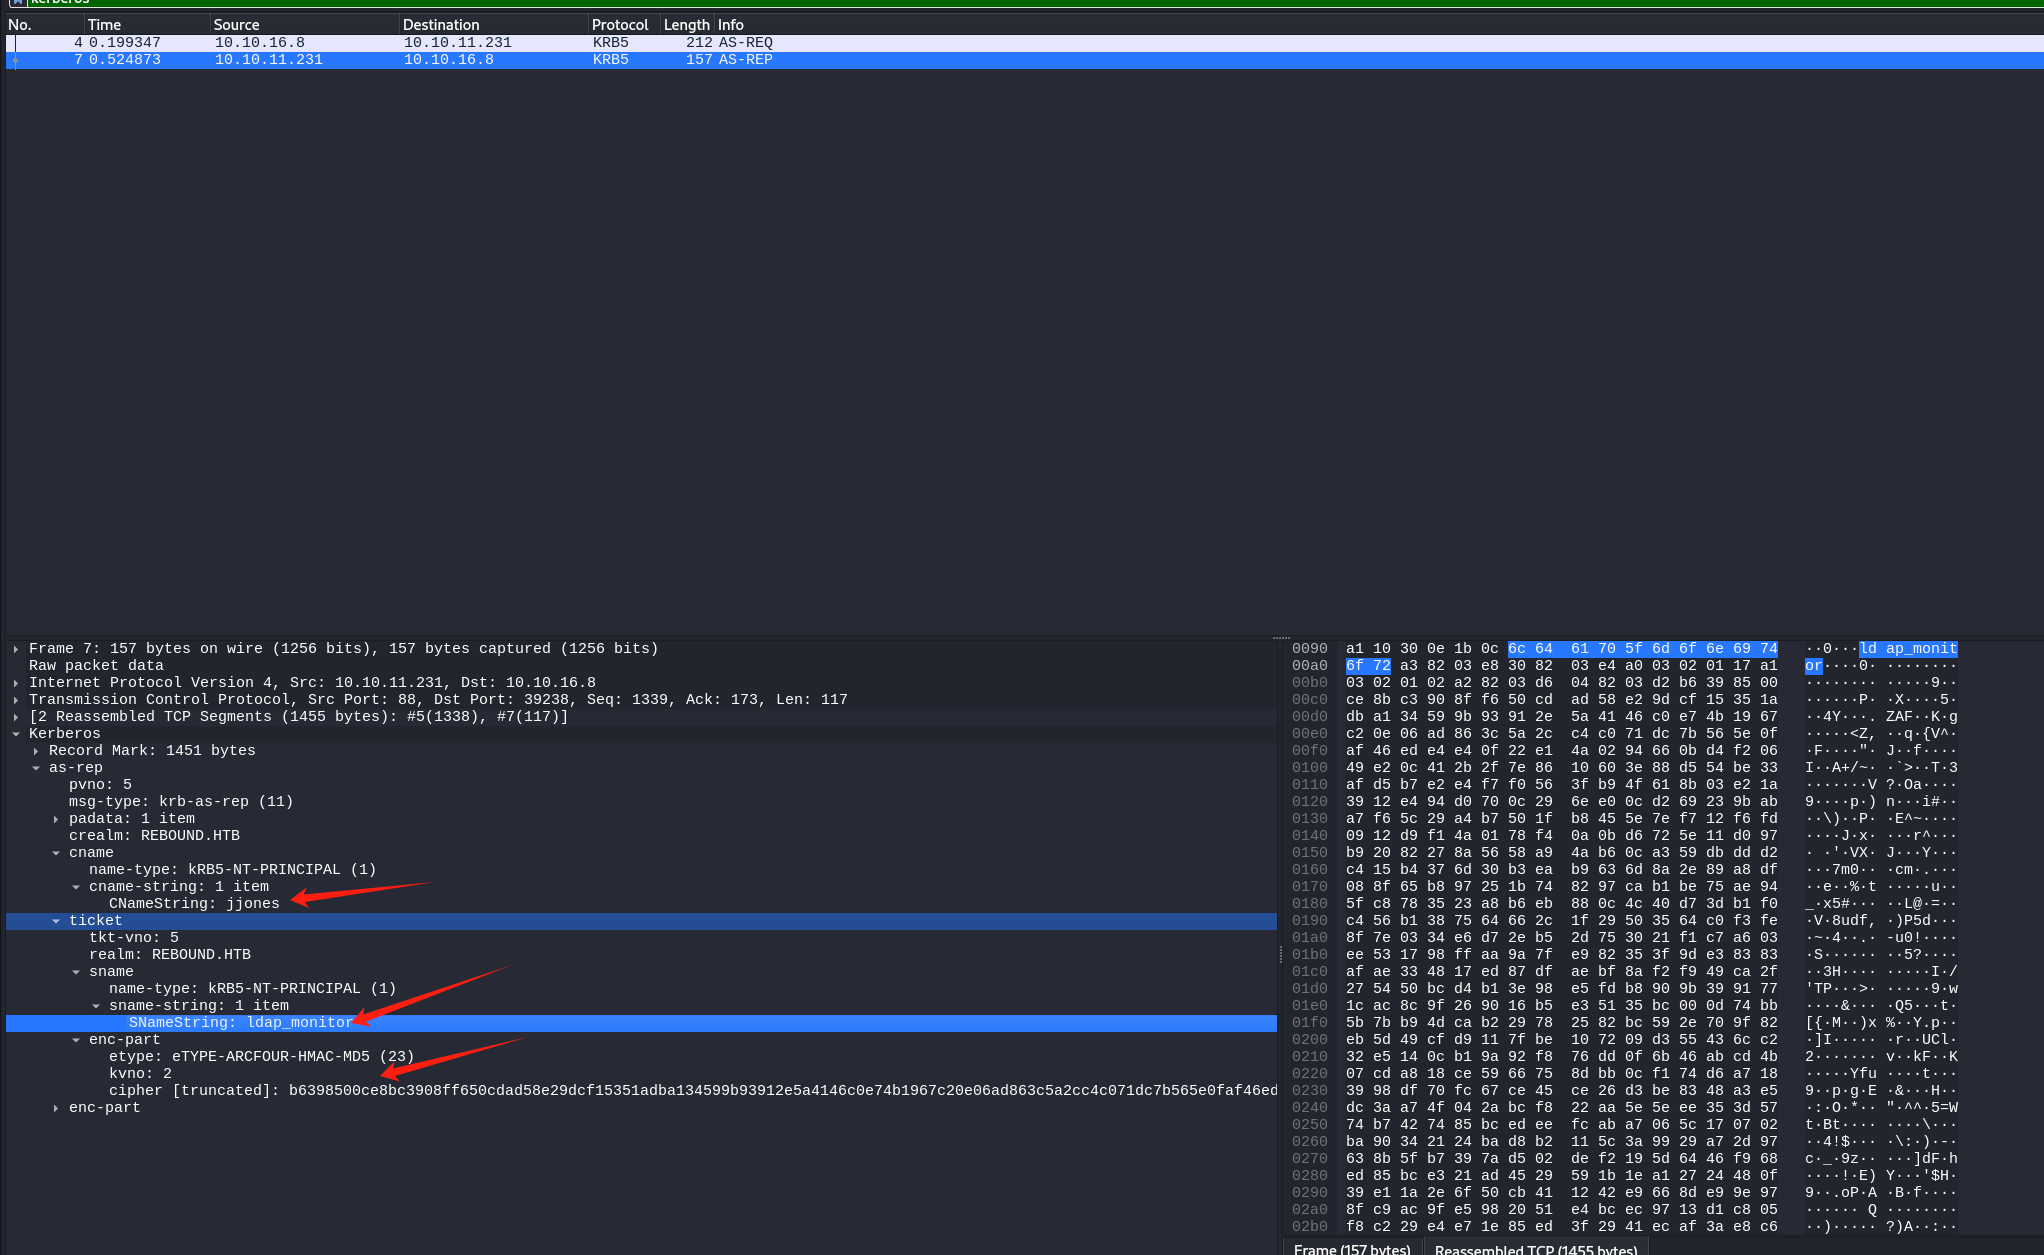 kerberos
No. Time Source Destination Protocol Length Info
4 0.199347 10.10.16.8 10.10.11.231 KRB5 212 AS-REQ
7 0.524873 10.10.11.231 10.10.16.8 KRB5 157 AS-REP
Frame 7: 157 bytes on wire (1256 bits), 157 bytes captured (1256 bits)
Raw packet data
Internet Protocol Version 4, Src: 10.10.11.231, Dst: 10.10.16.8
Transmission Control Protocol, Src Port: 88, Dst Port: 39238, Seq: 1339, Ack: 173, Len: 117
[2 Reassembled TCP Segments (1455 bytes): #5(1338), #7(117)]
Kerberos
Record Mark: 1451 bytes
as-rep
pvno: 5
msg-type: krb-as-rep (11)
padata: 1 item
crealm: REBOUND.HTB
cname
name-type: kRB5-NT-PRINCIPAL (1)
cname-string: 1 item
CNameString: jjones
ticket
tkt-vno: 5
realm: REBOUND.HTB
sname
name-type: kRB5-NT-PRINCIPAL (1)
sname-string: 1 item
SNameString: ldap_monitor
enc-part
etype: eTYPE-ARCFOUR-HMAC-MD5 (23)
kvno: 2
cipher [truncated]: b6398500ce8bc3908ff650cdad58e29dcf15351adba134599b93912e5a4146c0e74b1967c20e06ad863c5a2cc4c071dc7b565e0faf46ed
enc-part
0090 a1 10 30 0e 1b 0c 6c 64 61 70 5f 6d 6f 6e 69 74 ··0···ld ap_monit
00a0 6f 72 a3 82 03 e8 30 82 03 e4 a0 03 02 01 17 a1 or····0· ········
00b0 03 02 01 02 a2 82 03 d6 04 82 03 d2 b6 39 85 00 ········ ·····9··
00c0 ce 8b c3 90 8f f6 50 cd ad 58 e2 9d cf 15 35 1a ······P· ·X····5·
00d0 db a1 34 59 9b 93 91 2e 5a 41 46 c0 e7 4b 19 67 ··4Y···. ZAF··K·g
00e0 c2 0e 06 ad 86 3c 5a 2c c4 c0 71 dc 7b 56 5e 0f ·····<Z, ··q·{V^·
00f0 af 46 ed e4 e4 0f 22 e1 4a 02 94 66 0b d4 f2 06 ·F····"· J··f····
0100 49 e2 0c 41 2b 2f 7e 86 10 60 3e 88 d5 54 be 33 I··A+/~· ·`>··T·3
0110 af d5 b7 e2 e4 f7 f0 56 3f b9 4f 61 8b 03 e2 1a ·······V ?·Oa····
0120 39 12 e4 94 d0 70 0c 29 6e e0 0c d2 69 23 9b ab 9····p·) n···i#··
0130 a7 f6 5c 29 a4 b7 50 1f b8 45 5e 7e f7 12 f6 fd ··\)··P· ·E^~····
0140 09 12 d9 f1 4a 01 78 f4 0a 0b d6 72 5e 11 d0 97 ····J·x· ···r^···
0150 b9 20 82 27 8a 56 58 a9 4a b6 0c a3 59 db dd d2 · ·'·VX· J···Y···
0160 c4 15 b4 37 6d 30 b3 ea b9 63 6d 8a 2e 89 a8 df ···7m0·· ·cm·.···
0170 08 8f 65 b8 97 25 1b 74 82 97 ca b1 be 75 ae 94 ··e··%·t ·····u··
0180 5f c8 78 35 23 a8 b6 eb 88 0c 4c 40 d7 3d b1 f0 _·x5#··· ··L@·=··
0190 c4 56 b1 38 75 64 66 2c 1f 29 50 35 64 c0 f3 fe ·V·8udf, ·)P5d···
01a0 8f 7e 03 34 e6 d7 2e b5 2d 75 30 21 f1 c7 a6 03 ·~·4··.· -u0!····
01b0 ee 53 17 98 ff aa 9a 7f e9 82 35 3f 9d e3 83 83 ·S······ ··5?····
01c0 af ae 33 48 17 ed 87 df ae bf 8a f2 f9 49 ca 2f ··3H···· ·····I·/
01d0 27 54 50 bc d4 b1 3e 98 e5 fd b8 90 9b 39 91 77 'TP···>· ·····9·w
01e0 1c ac 8c 9f 26 90 16 b5 e3 51 35 bc 00 0d 74 bb ····&··· ·Q5···t·
01f0 5b 7b b9 4d ca b2 29 78 25 82 bc 59 2e 70 9f 82 [{·M··)x %··Y.p··
0200 eb 5d 49 cf d9 11 7f be 10 72 09 d3 55 43 6c c2 ·]I····· ·r··UCl·
0210 32 e5 14 0c b1 9a 92 f8 76 dd 0f 6b 46 ab cd 4b 2······· v··kF··K
0220 07 cd a8 18 ce 59 66 75 8d bb 0c f1 74 d6 a7 18 ·····Yfu ····t···
0230 39 98 df 70 fc 67 ce 45 ce 26 d3 be 83 48 a3 e5 9··p·g·E ·&···H··
0240 dc 3a a7 4f 04 2a bc f8 22 aa 5e 5e ee 35 3d 57 ·:·O·*·· "·^^·5=W
0250 74 b7 42 74 85 bc ed ee fc ab a7 06 5c 17 07 02 t·Bt···· ····\···
0260 ba 90 34 21 24 ba d8 b2 11 5c 3a 99 29 a7 2d 97 ··4!$··· ·\:·)·-·
0270 63 8b 5f b7 39 7a d5 02 de f2 19 5d 64 46 f9 68 c·_·9z·· ···]dF·h
0280 ed 85 bc e3 21 ad 45 29 59 1b 1e a1 27 24 48 0f ····!·E) Y···'$H·
0290 39 e1 1a 2e 6f 50 cb 41 12 42 e9 66 8d e9 9e 97 9··.oP·A ·B·f····
02a0 8f c9 ac 9f e5 98 20 51 e4 bc ec 97 13 d1 c8 05 ······ Q ········
02b0 f8 c2 29 e4 e7 1e 85 ed 3f 29 41 ec af 3a e8 c6 ··)····· ?)A··:··
Frame (157 bytes) Reassembled TCP (1455 bytes)